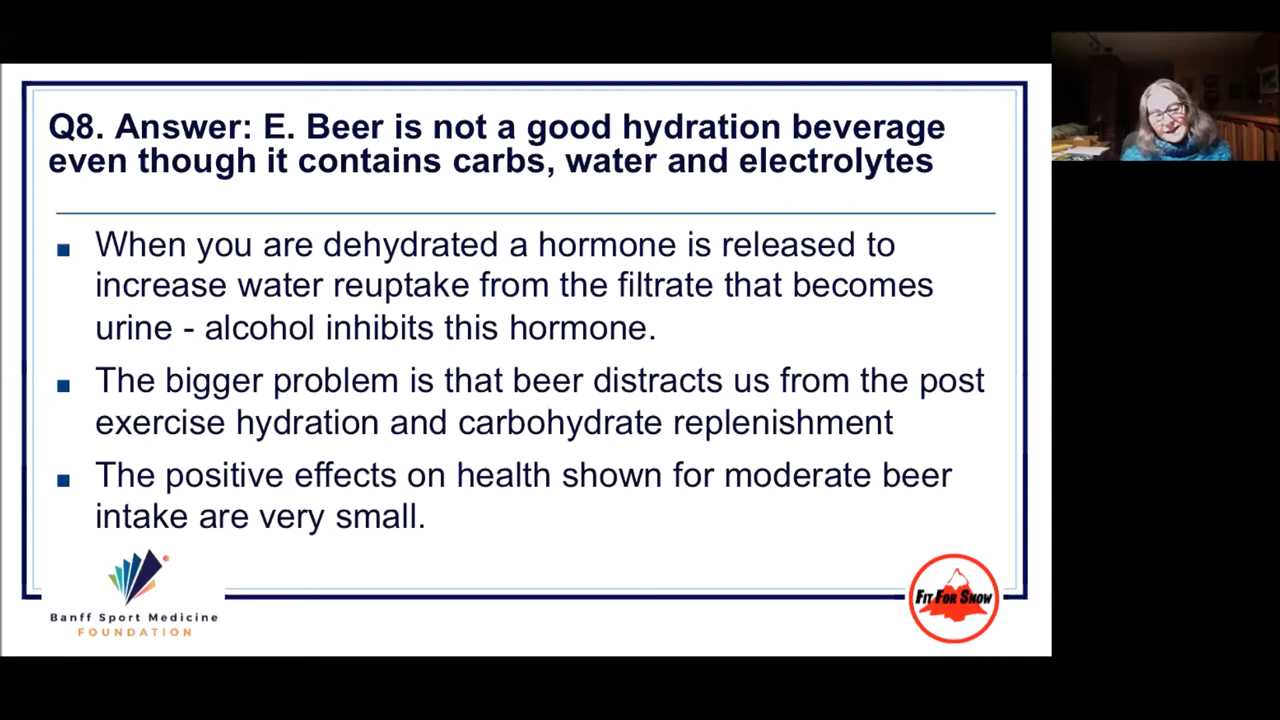 Q8. Answer: E. Beer is not a good hydration beverage
even though it contains carbs, water and electrolytes
When you are dehydrated a hormone is released to
increase water reuptake from the filtrate that becomes
urine - alcohol inhibits this hormone.
The bigger problem is that beer distracts us from the post
exercise hydration and carbohydrate replenishment
The positive effects on health shown for moderate beer
intake are very small.
Banff Sport Medicine
FOUNDATION
FIT FOR SNOW